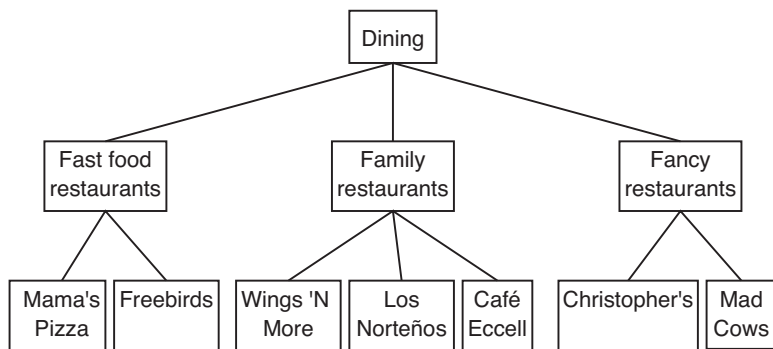 Dining
Fast food
restaurants
Family
restaurants
Fancy
restaurants
Mama's
Pizza
Freebirds
Wings 'N
More
Los
Norteños
Café
Eccell
Christopher's
Mad
Cows